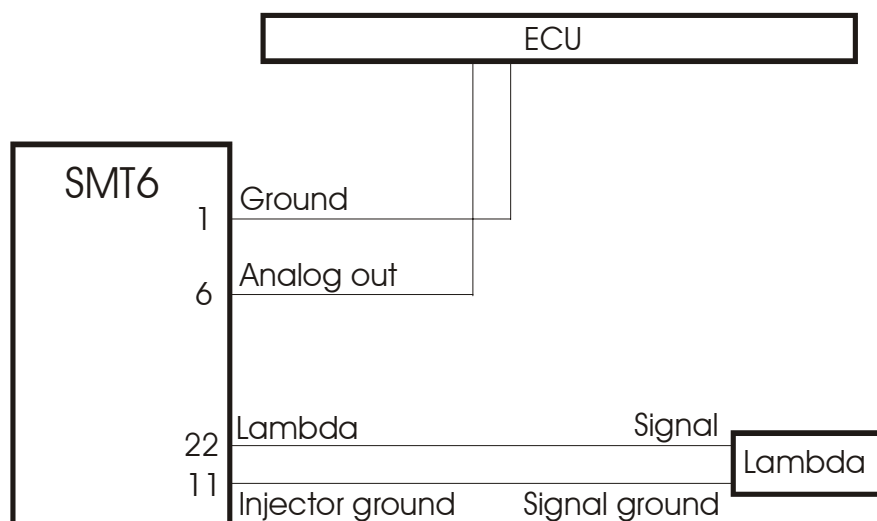 ECU
SMT6
1 Ground
6 Analog out
22 Lambda Signal
Lambda
11 Injector ground Signal ground